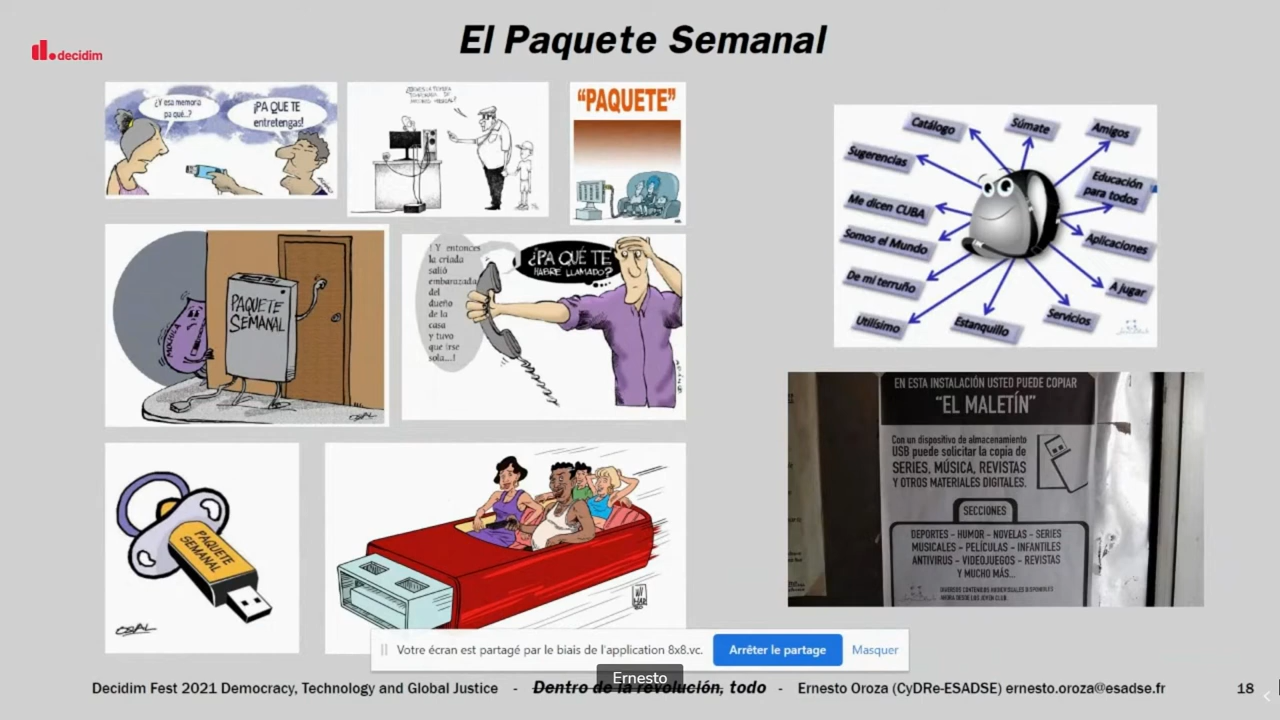 El Paquete Semanal
d.decidim
¿Y esa memoria
pa qué..?
¡PA QUE TE
entretengas!
"PAQUETE"
Catálogo
Súmate
Amigos
Sugerencias
Educación
para todos
Me dicen CUBA
Somos el Mundo
Aplicaciones
De mi terruño
A jugar
Utilísimo
Estanquillo
Servicios
PAQUETE
SEMANAL
MOCHILA
! Y entonces
la criada
salió
embarazada
del
dueño
de la
casa
y tuvo
que irse
sola...!
¿PA QUÉ TE
HABRE LLAMADO?
EN ESTA INSTALACIÓN USTED PUEDE COPIAR
"EL MALETÍN"
Con un dispositivo de almacenamiento
USB puede solicitar la copia de
SERIES, MÚSICA, REVISTAS
Y OTROS MATERIALES DIGITALES.
SECCIONES
DEPORTES - HUMOR - NOVELAS - SERIES
MUSICALES - PELÍCULAS - INFANTILES
ANTIVIRUS - VIDEOJUEGOS - REVISTAS
Y MUCHO MÁS...
PAQUETE
SEMANAL
OSVAL
Votre écran est partagé par le biais de l'application 8x8.vc.
Arrêter le partage
Masquer
Ernesto
Decidim Fest 2021 Democracy, Technology and Global Justice - Dentro de la revolución, todo - Ernesto Oroza (CyDRe-ESADSE) ernesto.oroza@esadse.fr 18